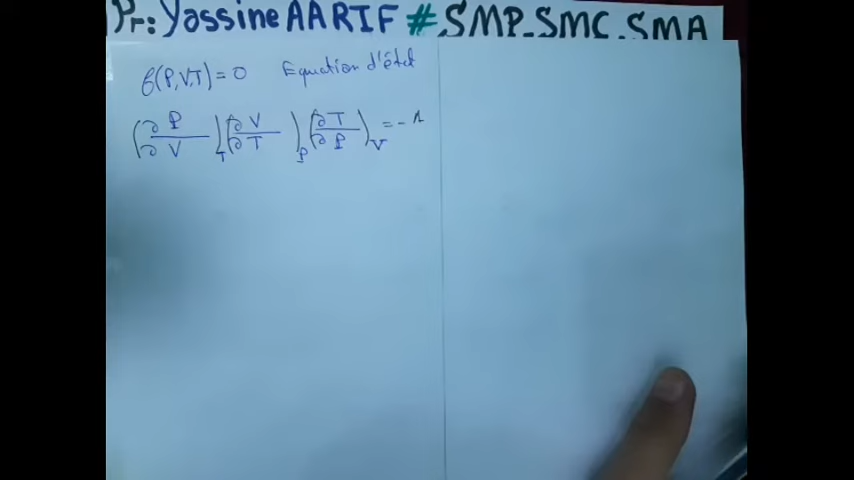 Pr: Yassine AARIF # SMP_SMC_SMA
f(P,V,T) = 0 Equation d'état
(∂P/∂V)_T (∂V/∂T)_P (∂T/∂P)_V = -1